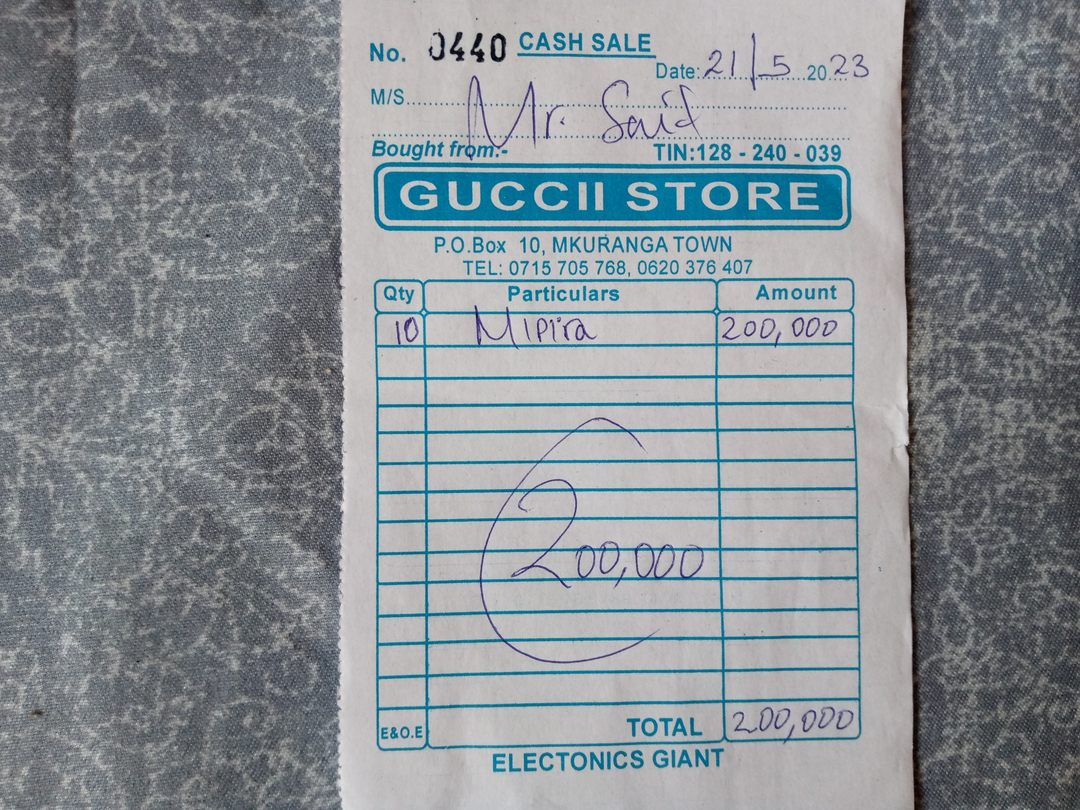 No. 0440 CASH SALE
Date: 21/5 2023
M/S Mr. Said
Bought from:- TIN:128 - 240 - 039
GUCCII STORE
P.O.Box 10, MKURANGA TOWN
TEL: 0715 705 768, 0620 376 407
Qty Particulars Amount
10 Mipira 200,000
200,000
E&O.E TOTAL 200,000
ELECTONICS GIANT